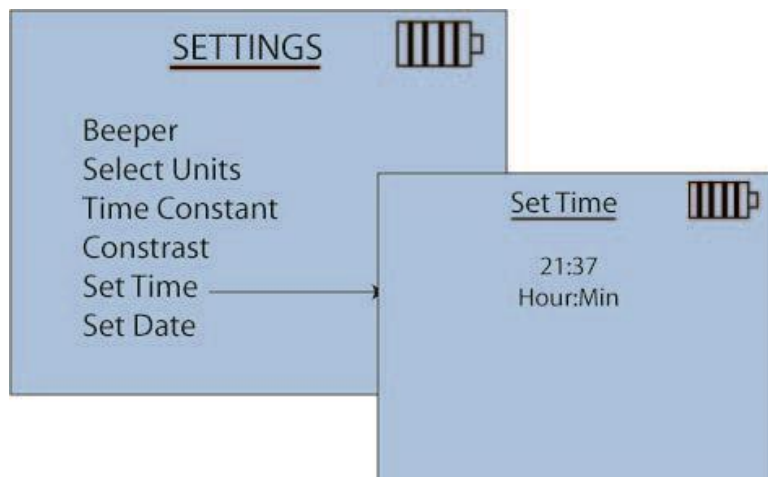 SETTINGS
Beeper
Select Units
Time Constant
Constrast
Set Time
Set Date
Set Time
21:37
Hour:Min